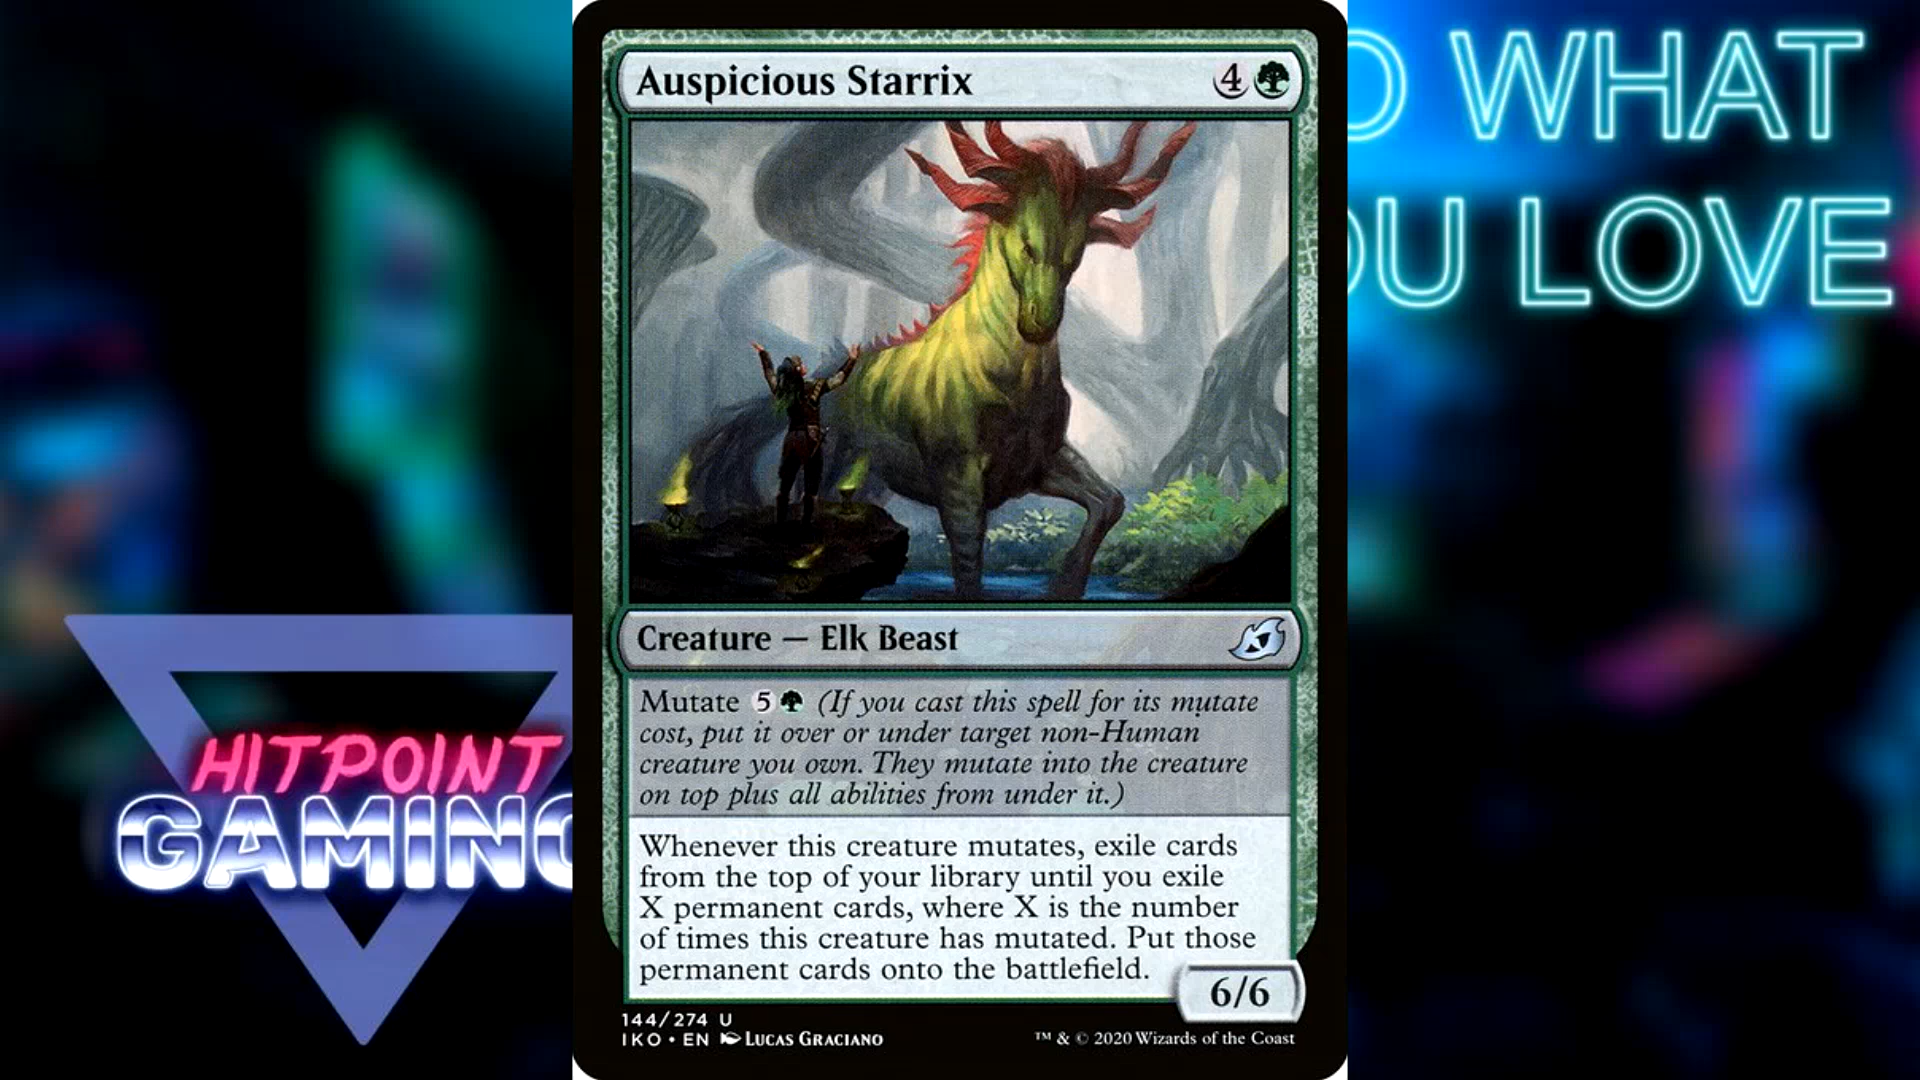 Auspicious Starrix 4
WHAT
OU LOVE
Creature — Elk Beast
Mutate 5 (If you cast this spell for its mutate
cost, put it over or under target non-Human
creature you own. They mutate into the creature
on top plus all abilities from under it.)
Whenever this creature mutates, exile cards
from the top of your library until you exile
X permanent cards, where X is the number
of times this creature has mutated. Put those
permanent cards onto the battlefield.
6/6
144/274 U
IKO • EN LUCAS GRACIANO
™ & © 2020 Wizards of the Coast
HITPOINT
GAMING